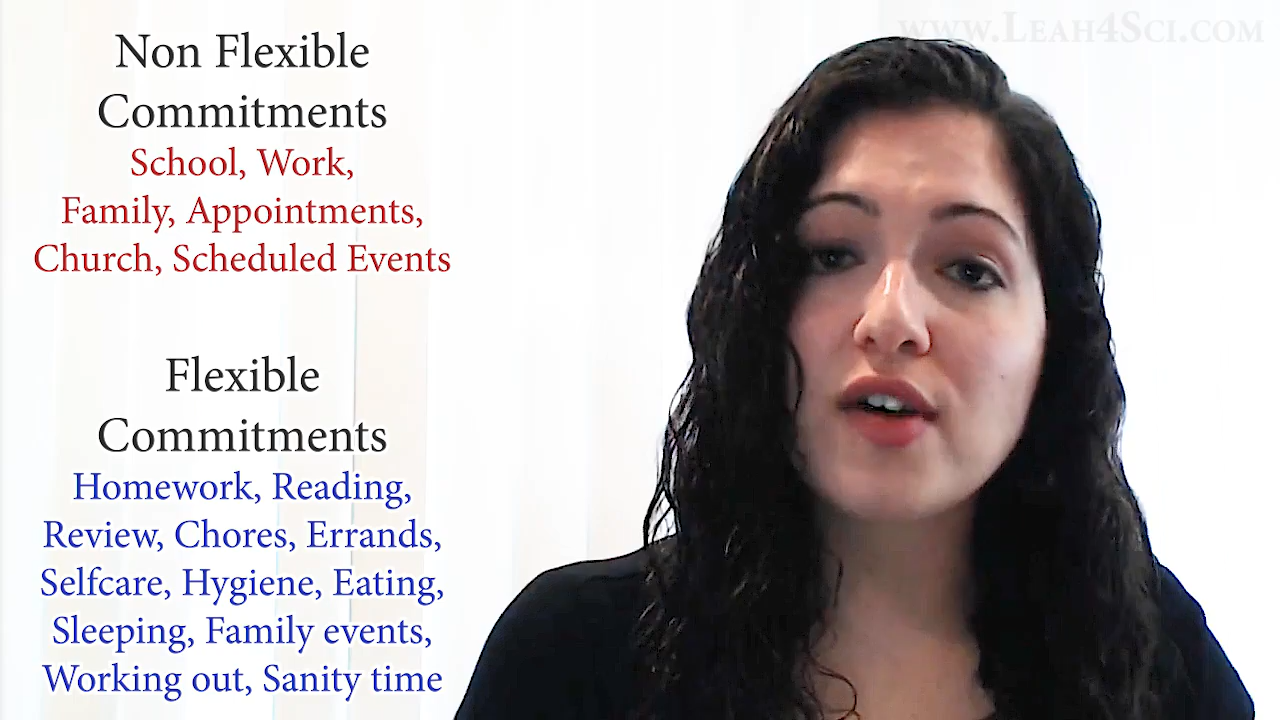 www.Leah4Sci.com
Non Flexible
Commitments
School, Work,
Family, Appointments,
Church, Scheduled Events
Flexible
Commitments
Homework, Reading,
Review, Chores, Errands,
Selfcare, Hygiene, Eating,
Sleeping, Family events,
Working out, Sanity time